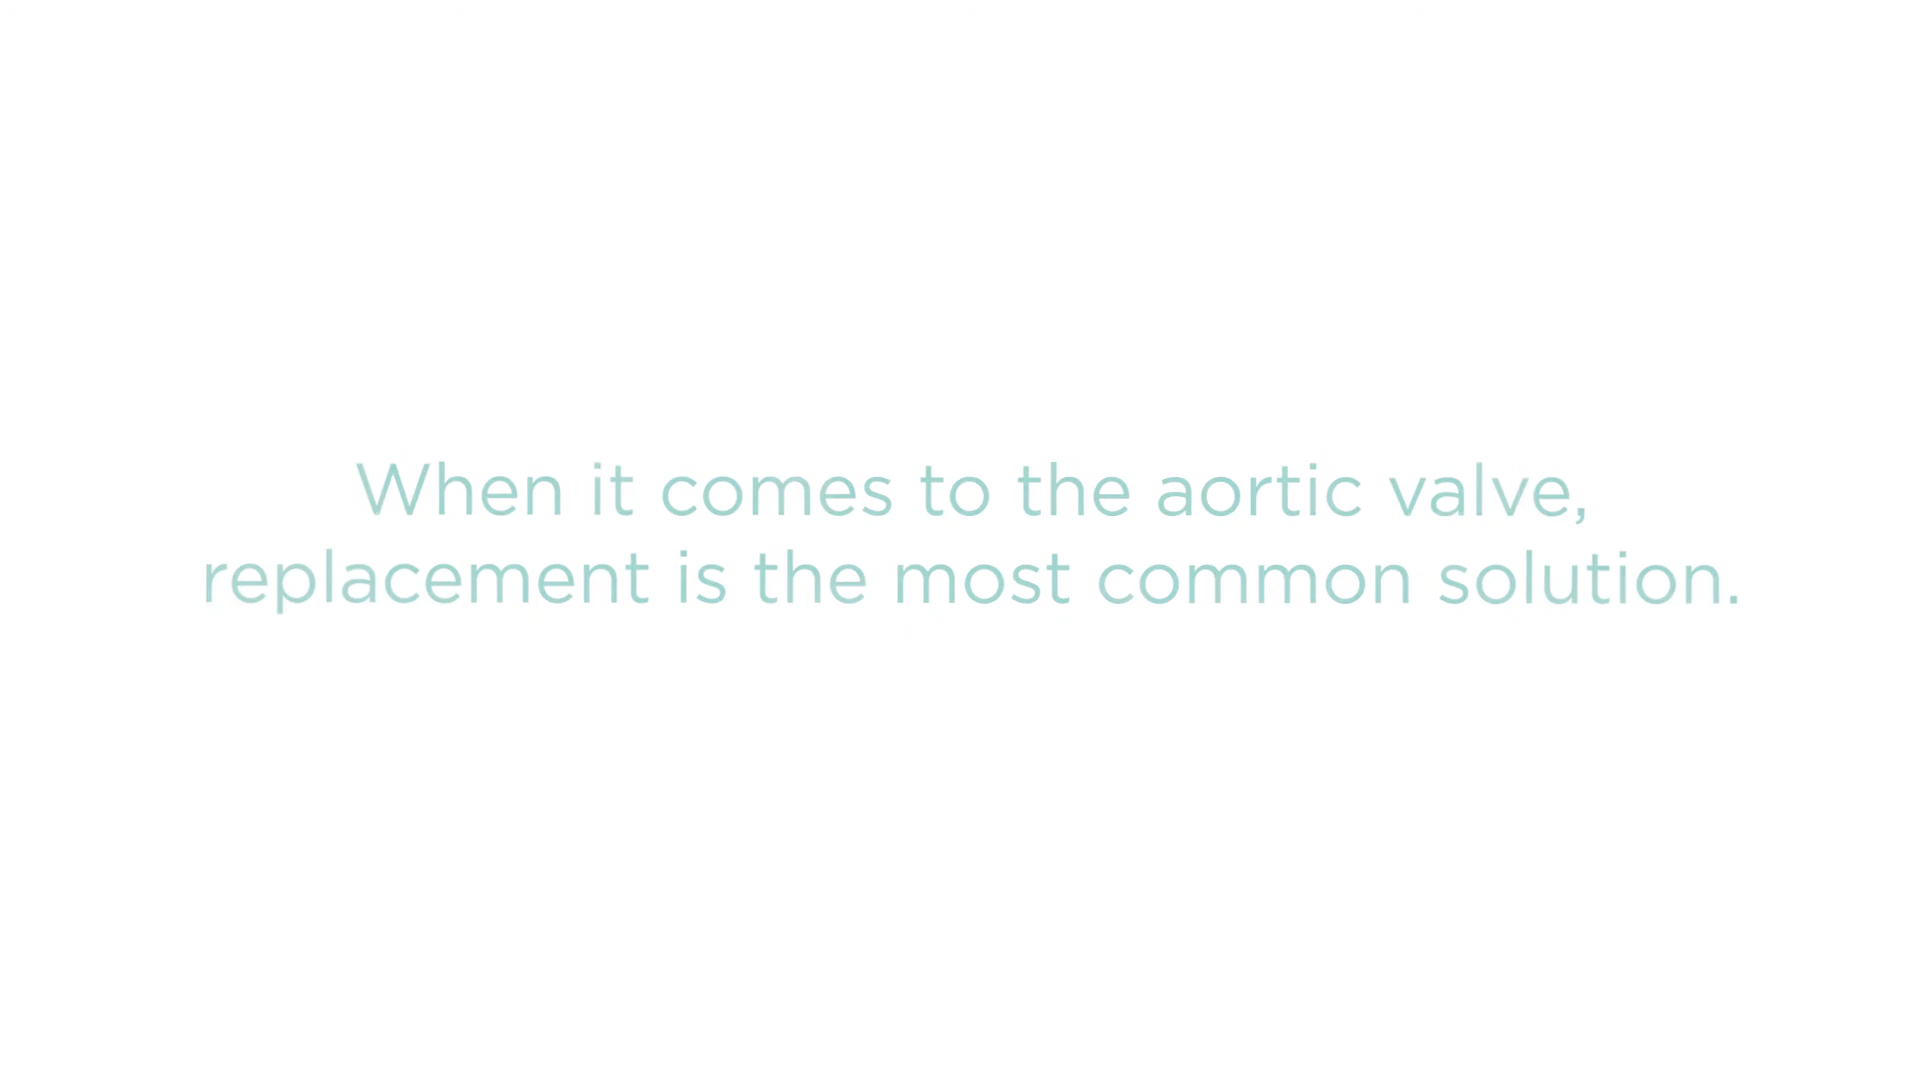 When it comes to the aortic valve,
replacement is the most common solution.